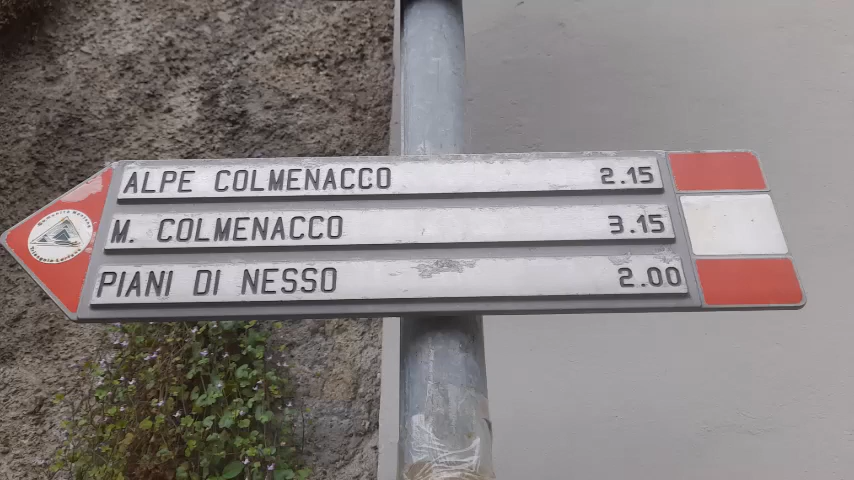 ALPE COLMENACCO 2.15
M. COLMENACCO 3.15
PIANI DI NESSO 2.00